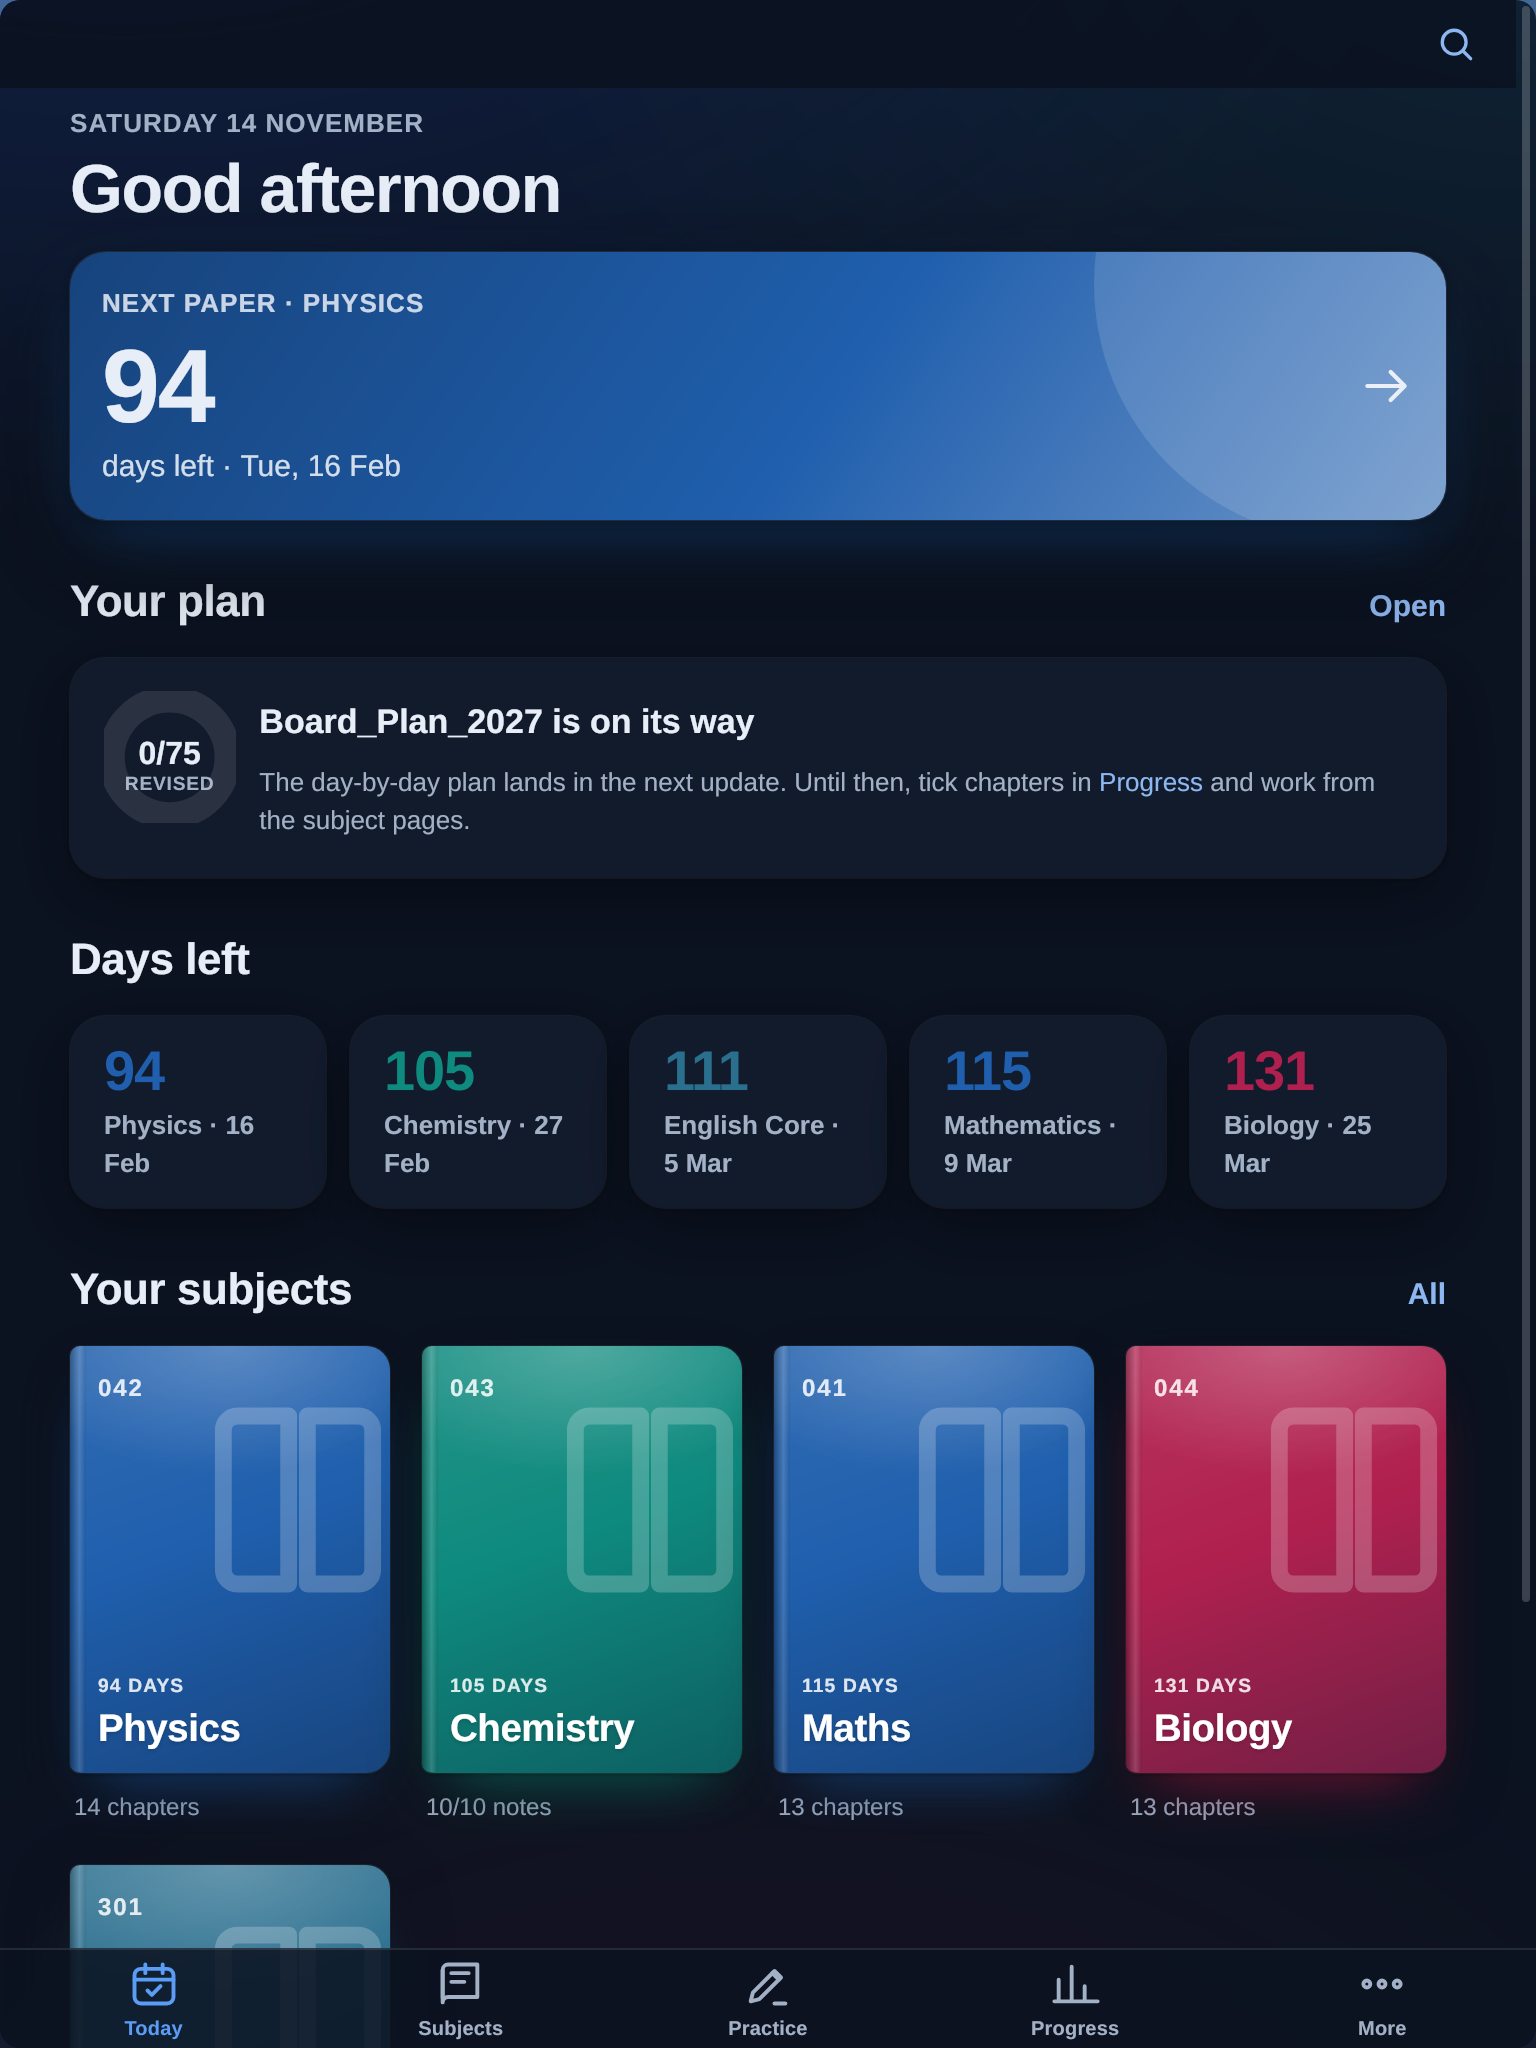 SATURDAY 14 NOVEMBER
Good afternoon
NEXT PAPER · PHYSICS
94
days left · Tue, 16 Feb
Your plan
Open
0/75
REVISED
Board_Plan_2027 is on its way
The day-by-day plan lands in the next update. Until then, tick chapters in Progress and work from
the subject pages.
Days left
94
Physics · 16
Feb
105
Chemistry · 27
Feb
111
English Core ·
5 Mar
115
Mathematics ·
9 Mar
131
Biology · 25
Mar
Your subjects
All
042
94 DAYS
Physics
14 chapters
043
105 DAYS
Chemistry
10/10 notes
041
115 DAYS
Maths
13 chapters
044
131 DAYS
Biology
13 chapters
301
Today
Subjects
Practice
Progress
More